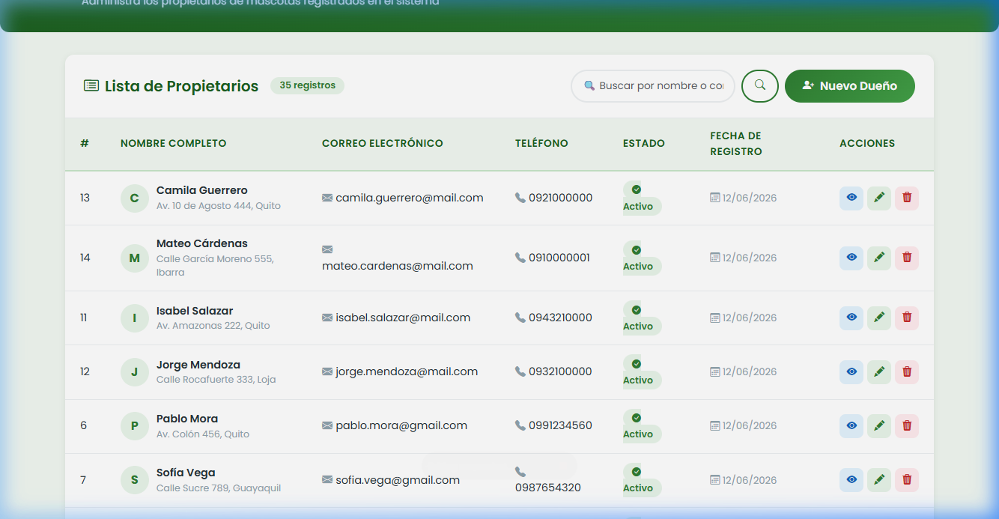 Administra los propietarios de mascotas registrados en el sistema
Lista de Propietarios
35 registros
Buscar por nombre o cor
Nuevo Dueño
# NOMBRE COMPLETO CORREO ELECTRÓNICO TELÉFONO ESTADO FECHA DE REGISTRO ACCIONES
13 Camila Guerrero camila.guerrero@mail.com 0921000000 Activo 12/06/2026
Av. 10 de Agosto 444, Quito
14 Mateo Cárdenas mateo.cardenas@mail.com 0910000001 Activo 12/06/2026
Calle García Moreno 555,
Ibarra
11 Isabel Salazar isabel.salazar@mail.com 0943210000 Activo 12/06/2026
Av. Amazonas 222, Quito
12 Jorge Mendoza jorge.mendoza@mail.com 0932100000 Activo 12/06/2026
Calle Rocafuerte 333, Loja
6 Pablo Mora pablo.mora@gmail.com 0991234560 Activo 12/06/2026
Av. Colón 456, Quito
7 Sofía Vega sofia.vega@gmail.com 0987654320 Activo 12/06/2026
Calle Sucre 789, Guayaquil